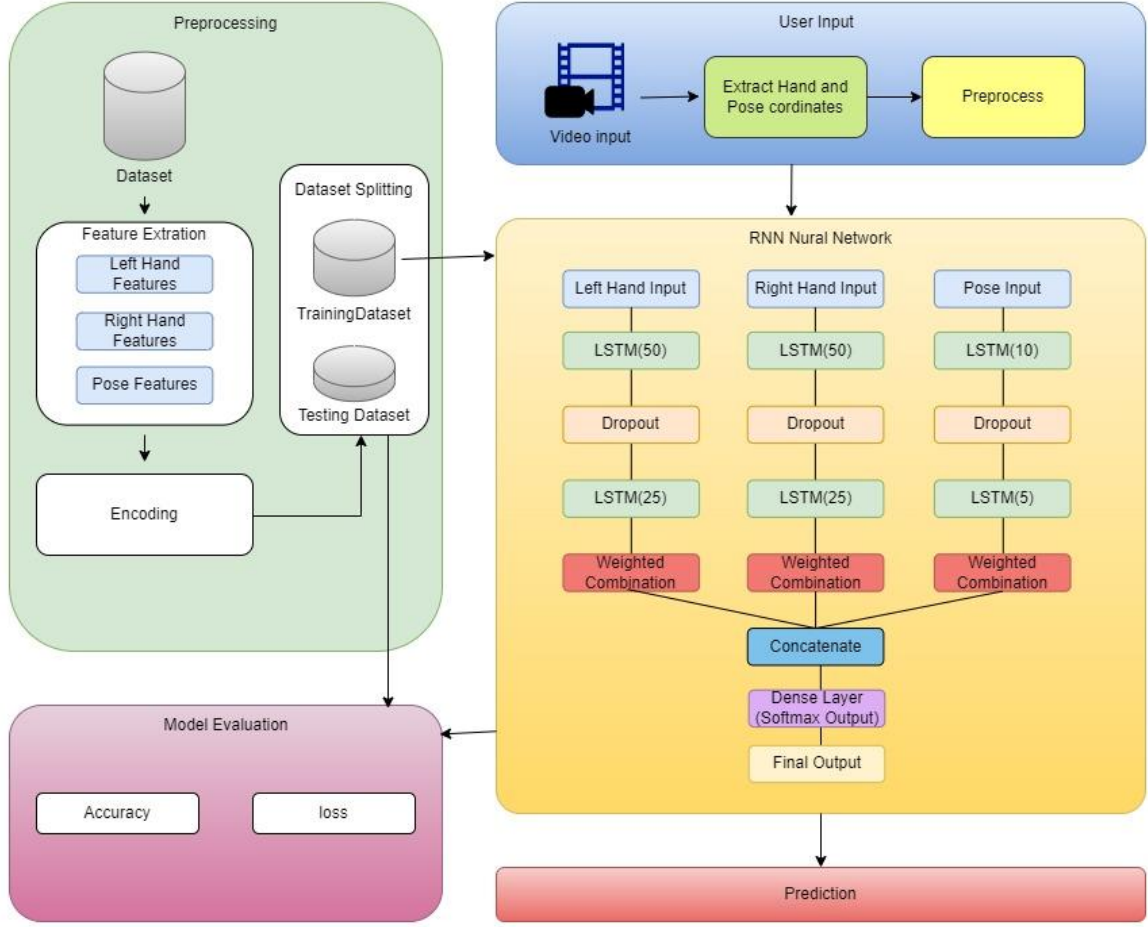 Preprocessing
Dataset
Feature Extration
Left Hand
Features
Right Hand
Features
Pose Features
Encoding
Dataset Splitting
TrainingDataset
Testing Dataset
User Input
Video input
Extract Hand and
Pose cordinates
Preprocess
RNN Nural Network
Left Hand Input
Right Hand Input
Pose Input
LSTM(50)
LSTM(50)
LSTM(10)
Dropout
Dropout
Dropout
LSTM(25)
LSTM(25)
LSTM(5)
Weighted
Combination
Weighted
Combination
Weighted
Combination
Concatenate
Dense Layer
(Softmax Output)
Final Output
Model Evaluation
Accuracy
loss
Prediction